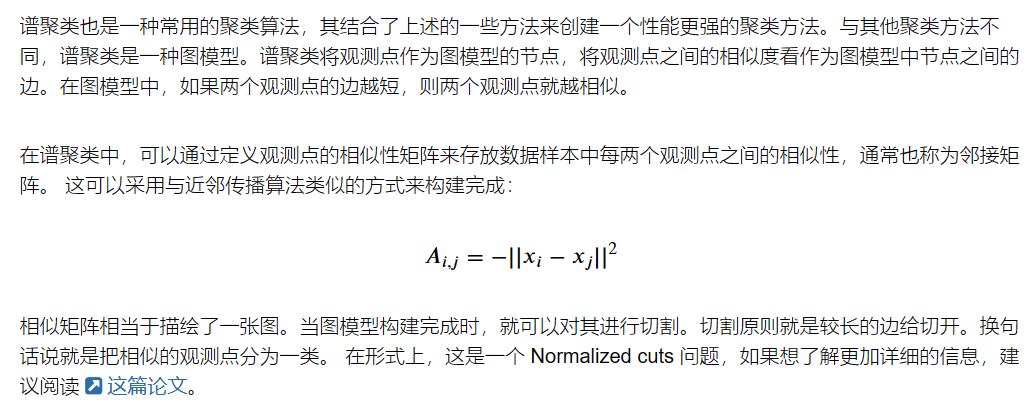 谱聚类也是一种常用的聚类算法，其结合了上述的一些方法来创建一个性能更强的聚类方法。与其他聚类方法不
同，谱聚类是一种图模型。谱聚类将观测点作为图模型的节点，将观测点之间的相似度看作为图模型中节点之间的
边。在图模型中，如果两个观测点的边越短，则两个观测点就越相似。
在谱聚类中，可以通过定义观测点的相似性矩阵来存放数据样本中每两个观测点之间的相似性，通常也称为邻接矩
阵。 这可以采用与近邻传播算法类似的方式来构建完成：
A_{i,j} = -||x_i - x_j||^2
相似矩阵相当于描绘了一张图。当图模型构建完成时，就可以对其进行切割。切割原则就是较长的边给切开。换句
话说就是把相似的观测点分为一类。 在形式上，这是一个 Normalized cuts 问题，如果想了解更加详细的信息，建
议阅读 这篇论文。